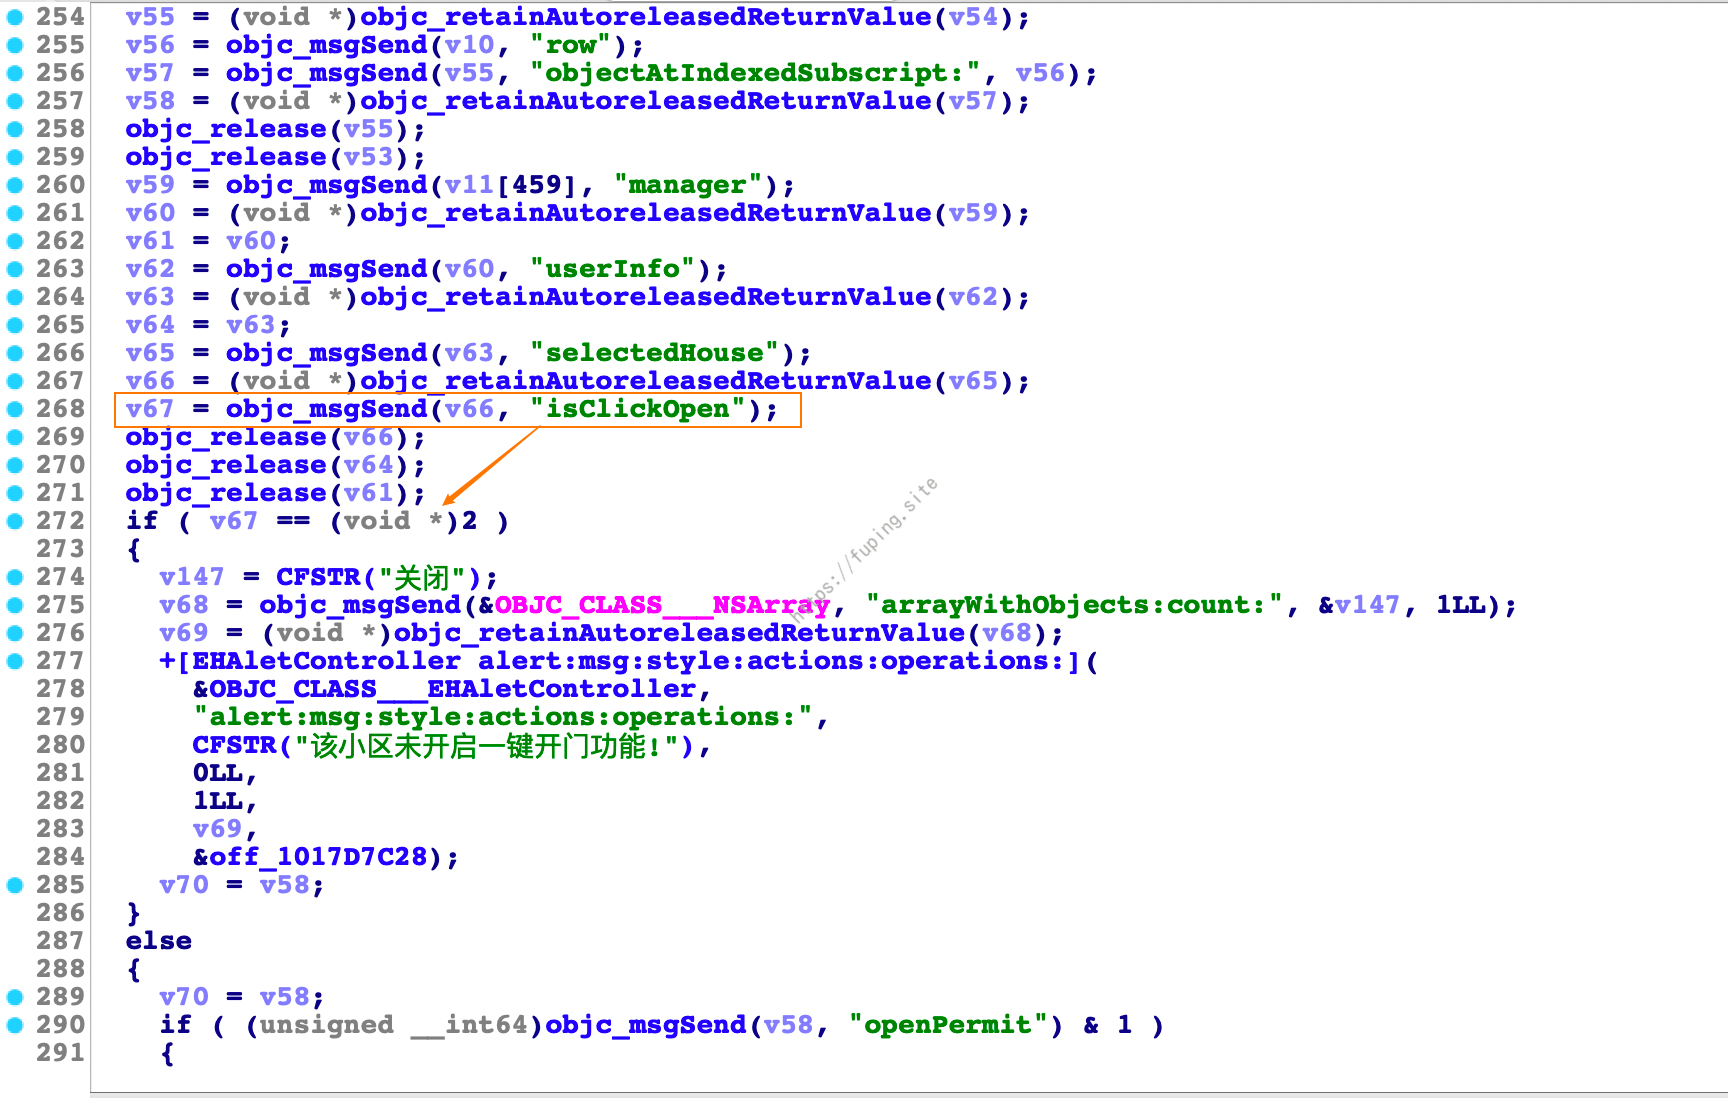 254 v55 = (void *)objc_retainAutoreleasedReturnValue(v54);
255 v56 = objc_msgSend(v10, "row");
256 v57 = objc_msgSend(v55, "objectAtIndexedSubscript:", v56);
257 v58 = (void *)objc_retainAutoreleasedReturnValue(v57);
258 objc_release(v55);
259 objc_release(v53);
260 v59 = objc_msgSend(v11[459], "manager");
261 v60 = (void *)objc_retainAutoreleasedReturnValue(v59);
262 v61 = v60;
263 v62 = objc_msgSend(v60, "userInfo");
264 v63 = (void *)objc_retainAutoreleasedReturnValue(v62);
265 v64 = v63;
266 v65 = objc_msgSend(v63, "selectedHouse");
267 v66 = (void *)objc_retainAutoreleasedReturnValue(v65);
268 v67 = objc_msgSend(v66, "isClickOpen");
269 objc_release(v66);
270 objc_release(v64);
271 objc_release(v61);
272 if ( v67 == (void *)2 )
273 {
274 v147 = CFSTR("关闭");
275 v68 = objc_msgSend(&OBJC_CLASS___NSArray, "arrayWithObjects:count:", &v147, 1LL);
276 v69 = (void *)objc_retainAutoreleasedReturnValue(v68);
277 +[EHAletController alert:msg:style:actions:operations:](
278 &OBJC_CLASS___EHAletController,
279 "alert:msg:style:actions:operations:",
280 CFSTR("该小区未开启一键开门功能!"),
281 0LL,
282 1LL,
283 v69,
284 &off_1017D7C28);
285 v70 = v58;
286 }
287 else
288 {
289 v70 = v58;
290 if ( (unsigned __int64)objc_msgSend(v58, "openPermit") & 1 )
291 {
https://fuping.site